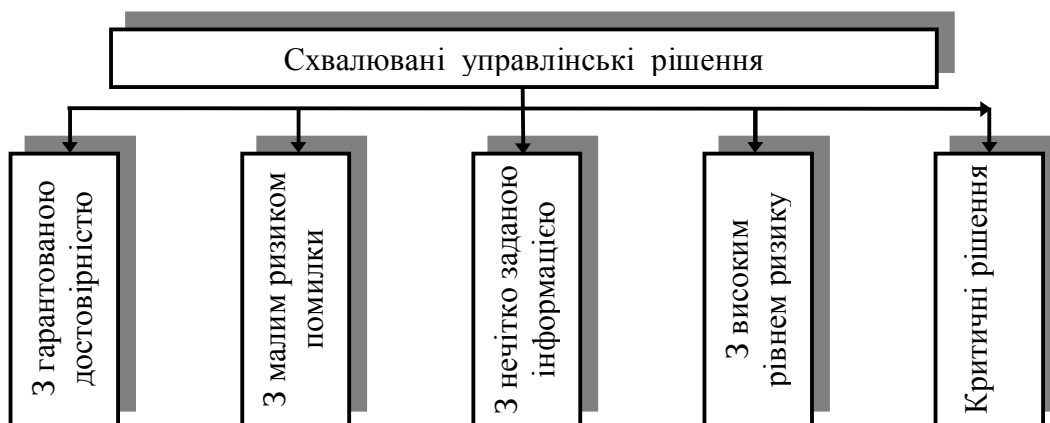 Схвалювані управлінські рішення
З гарантованою
достовірністю
З малим ризиком
помилки
З нечітко заданою
інформацією
З високим
рівнем ризику
Критичні рішення